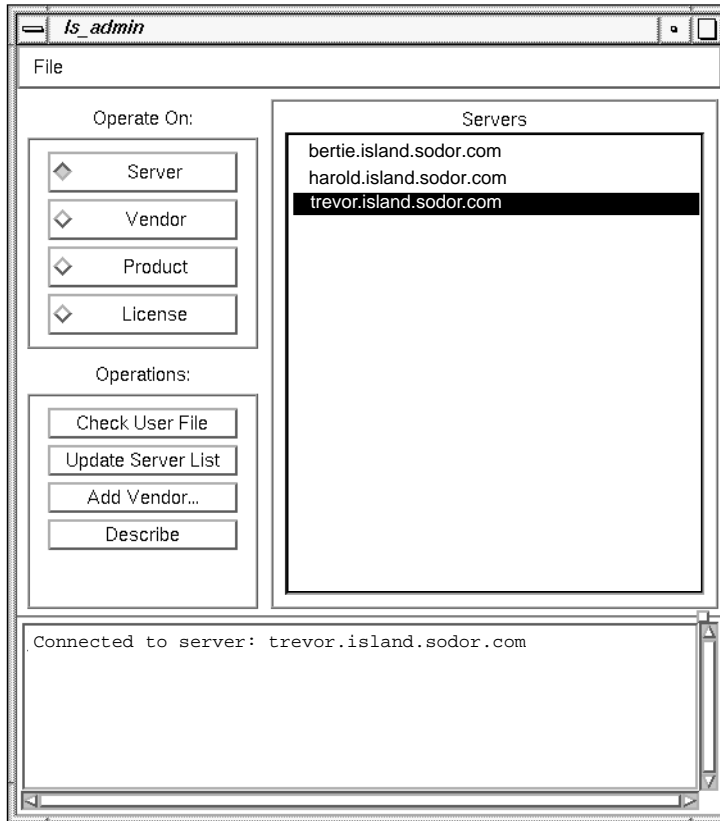 ls_admin
File
Operate On:
Server
Vendor
Product
License
Operations:
Check User File
Update Server List
Add Vendor...
Describe
Servers
bertie.island.sodor.com
harold.island.sodor.com
trevor.island.sodor.com
Connected to server: trevor.island.sodor.com